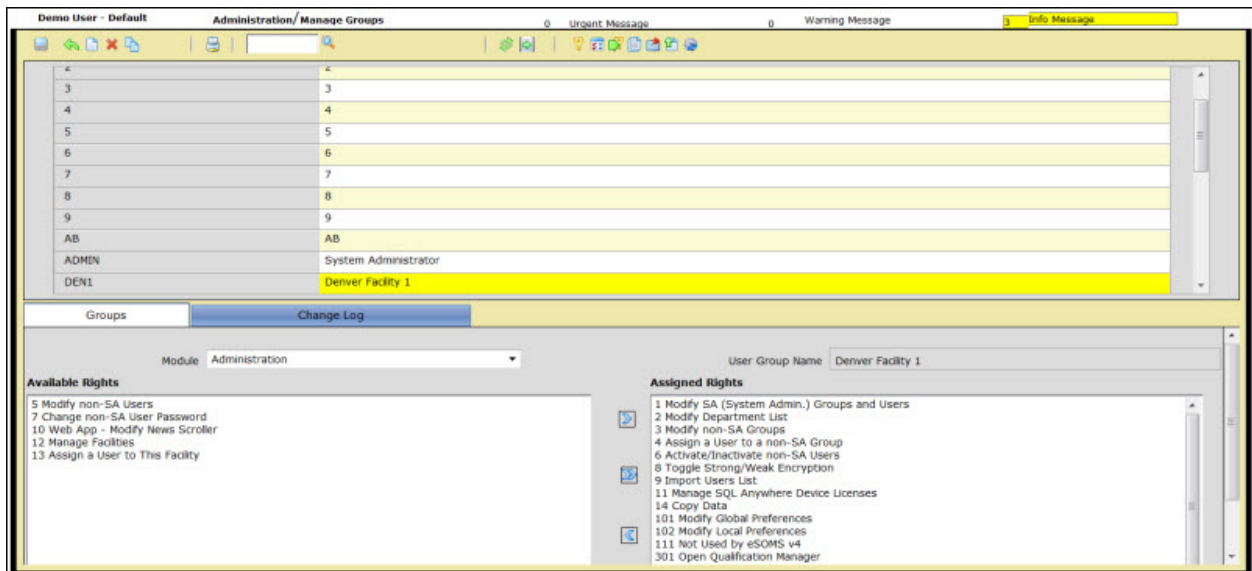 Demo User - Default Administration/ Manage Groups 0 Urgent Message 0 Warning Message 3 Info Message
2 2
3 3
4 4
5 5
6 6
7 7
8 8
9 9
AB AB
ADMIN System Administrator
DEN1 Denver Facility 1
Groups Change Log
Module Administration User Group Name Denver Facility 1
Available Rights Assigned Rights
5 Modify non-SA Users
7 Change non-SA User Password
10 Web App - Modify News Scroller
12 Manage Facilities
13 Assign a User to This Facility
1 Modify SA (System Admin.) Groups and Users
2 Modify Department List
3 Modify non-SA Groups
4 Assign a User to a non-SA Group
6 Activate/Inactivate non-SA Users
8 Toggle Strong/Weak Encryption
9 Import Users List
11 Manage SQL Anywhere Device Licenses
14 Copy Data
101 Modify Global Preferences
102 Modify Local Preferences
111 Not Used by eSOMS v4
301 Open Qualification Manager